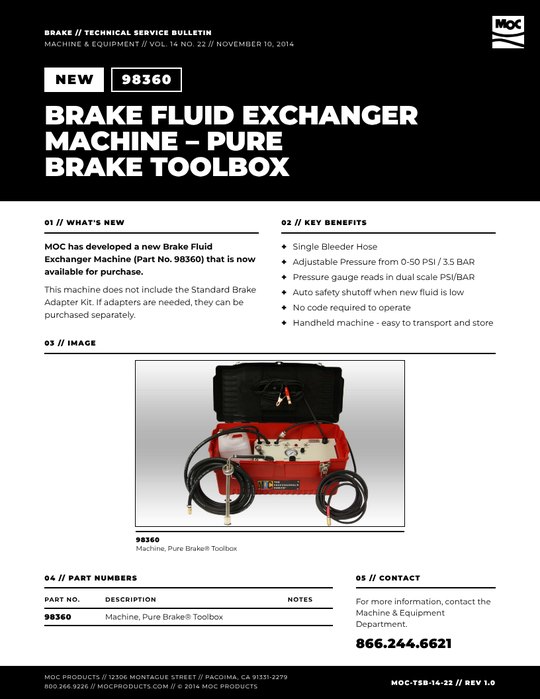 BRAKE // TECHNICAL SERVICE BULLETIN
MACHINE & EQUIPMENT // VOL. 14 NO. 22 // NOVEMBER 10, 2014
MOC
NEW
98360
BRAKE FLUID EXCHANGER
MACHINE – PURE
BRAKE TOOLBOX
01 // WHAT'S NEW
MOC has developed a new Brake Fluid
Exchanger Machine (Part No. 98360) that is now
available for purchase.
This machine does not include the Standard Brake
Adapter Kit. If adapters are needed, they can be
purchased separately.
02 // KEY BENEFITS
Single Bleeder Hose
Adjustable Pressure from 0-50 PSI / 3.5 BAR
Pressure gauge reads in dual scale PSI/BAR
Auto safety shutoff when new fluid is low
No code required to operate
Handheld machine - easy to transport and store
03 // IMAGE
98360
Machine, Pure Brake® Toolbox
04 // PART NUMBERS
PART NO. DESCRIPTION NOTES
98360 Machine, Pure Brake® Toolbox
05 // CONTACT
For more information, contact the
Machine & Equipment
Department.
866.244.6621
MOC PRODUCTS // 12306 MONTAGUE STREET // PACOIMA, CA 91331-2279
800.266.9226 // MOCPRODUCTS.COM // © 2014 MOC PRODUCTS
MOC-TSB-14-22 // REV 1.0